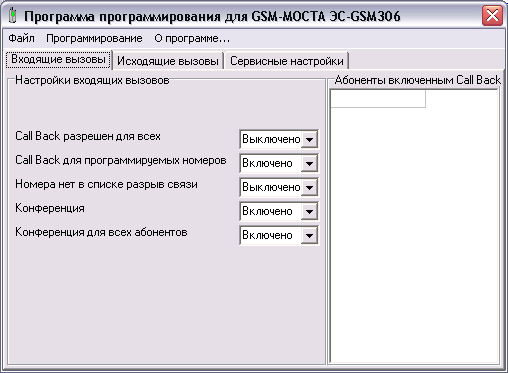 Программа программирования для GSM-МОСТА ЭС-GSM306
Файл Программирование О программе...
Входящие вызовы Исходящие вызовы Сервисные настройки
Настройки входящих вызовов
Call Back разрешен для всех Выключено
Call Back для програмируемых номеров Включено
Номера нет в списке разрыв связи Выключено
Конференция Включено
Конференция для всех абонентов Включено
Абоненты включенным Call Back